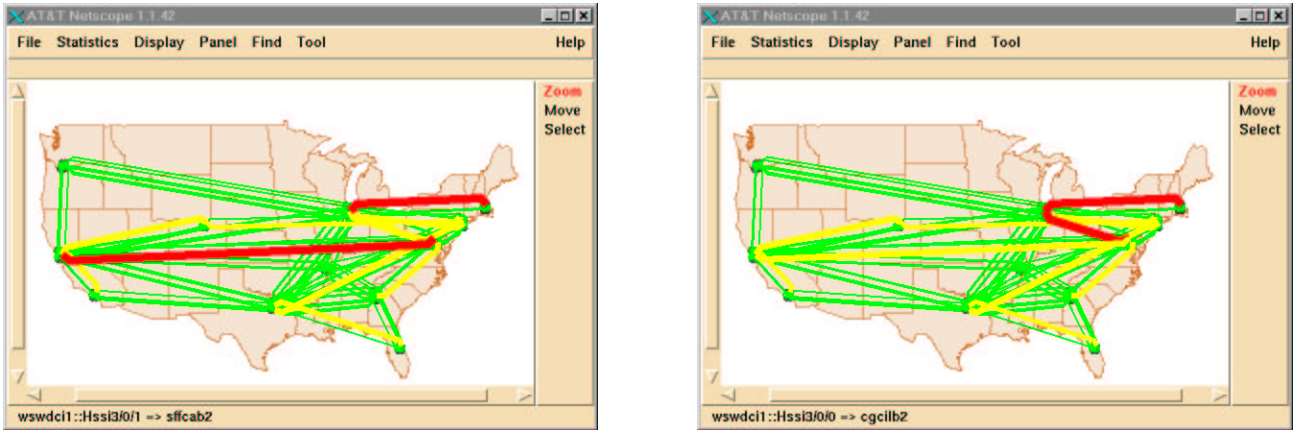 AT&T Netscope 1.1.42
File Statistics Display Panel Find Tool Help
Zoom
Move
Select
wswdci1::Hssi3/0/1 => sffcab2
AT&T Netscope 1.1.42
File Statistics Display Panel Find Tool Help
Zoom
Move
Select
wswdci1::Hssi3/0/0 => cgcilb2